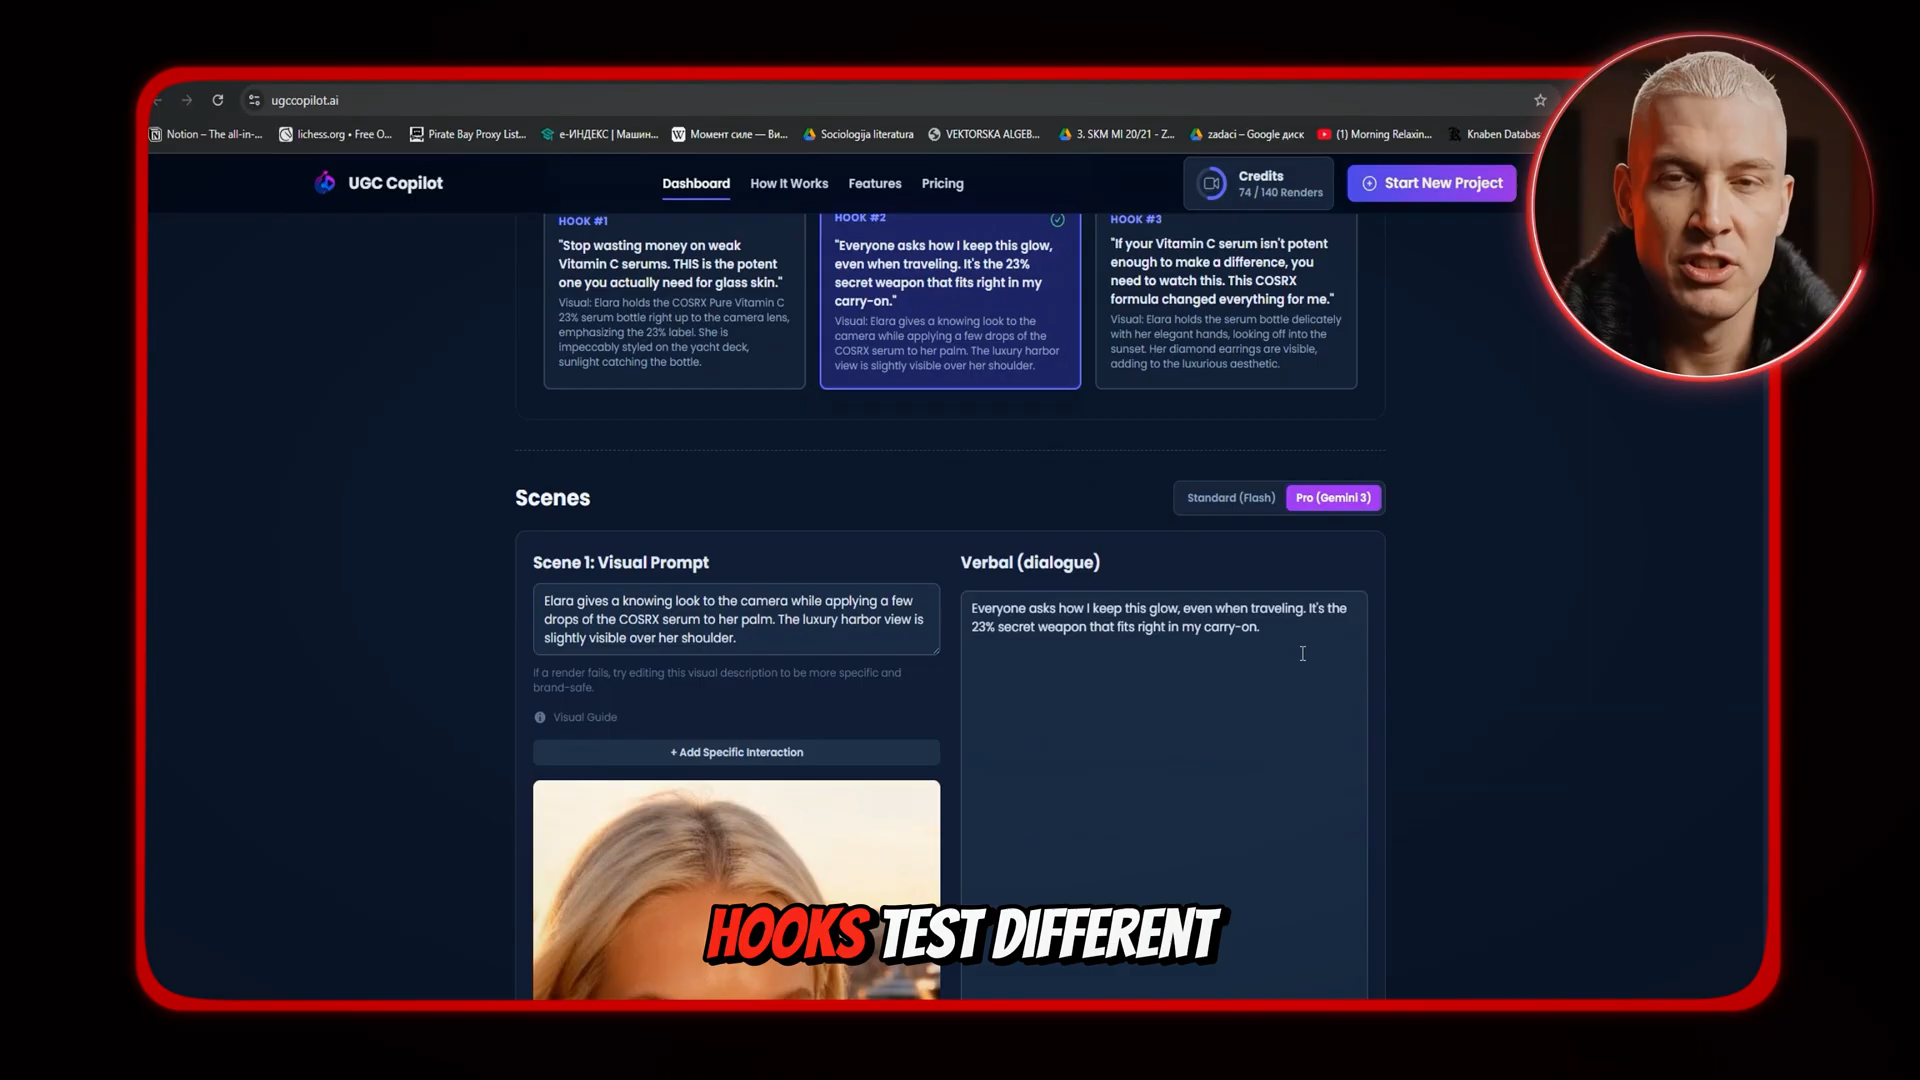 ugccopilot.ai
Notion – The all-in-...
lichess.org • Free O...
Pirate Bay Proxy List...
е-ИНДЕКС | Машин...
Момент силе — Ви...
Sociologija literatura
VEKTORSKA ALGEB...
3. SKM MI 20/21 - Z...
zadaci – Google диск
(1) Morning Relaxin...
Knaben Databas
UGC Copilot
Dashboard
How It Works
Features
Pricing
Credits
74 / 140 Renders
Start New Project
HOOK #1
"Stop wasting money on weak
Vitamin C serums. THIS is the potent
one you actually need for glass skin."
Visual: Elara holds the COSRX Pure Vitamin C
23% serum bottle right up to the camera lens,
emphasizing the 23% label. She is
impeccably styled on the yacht deck,
sunlight catching the bottle.
HOOK #2
"Everyone asks how I keep this glow,
even when traveling. It's the 23%
secret weapon that fits right in my
carry-on."
Visual: Elara gives a knowing look to the
camera while applying a few drops of the
COSRX serum to her palm. The luxury harbor
view is slightly visible over her shoulder.
HOOK #3
"If your Vitamin C serum isn't potent
enough to make a difference, you
need to watch this. This COSRX
formula changed everything for me."
Visual: Elara holds the serum bottle delicately
with her elegant hands, looking off into the
sunset. Her diamond earrings are visible,
adding to the luxurious aesthetic.
Scenes
Standard (Flash)
Pro (Gemini 3)
Scene 1: Visual Prompt
Elara gives a knowing look to the camera while applying a few
drops of the COSRX serum to her palm. The luxury harbor view is
slightly visible over her shoulder.
If a render fails, try editing this visual description to be more specific and
brand-safe.
Visual Guide
+ Add Specific Interaction
Verbal (dialogue)
Everyone asks how I keep this glow, even when traveling. It's the
23% secret weapon that fits right in my carry-on.
HOOKS TEST DIFFERENT